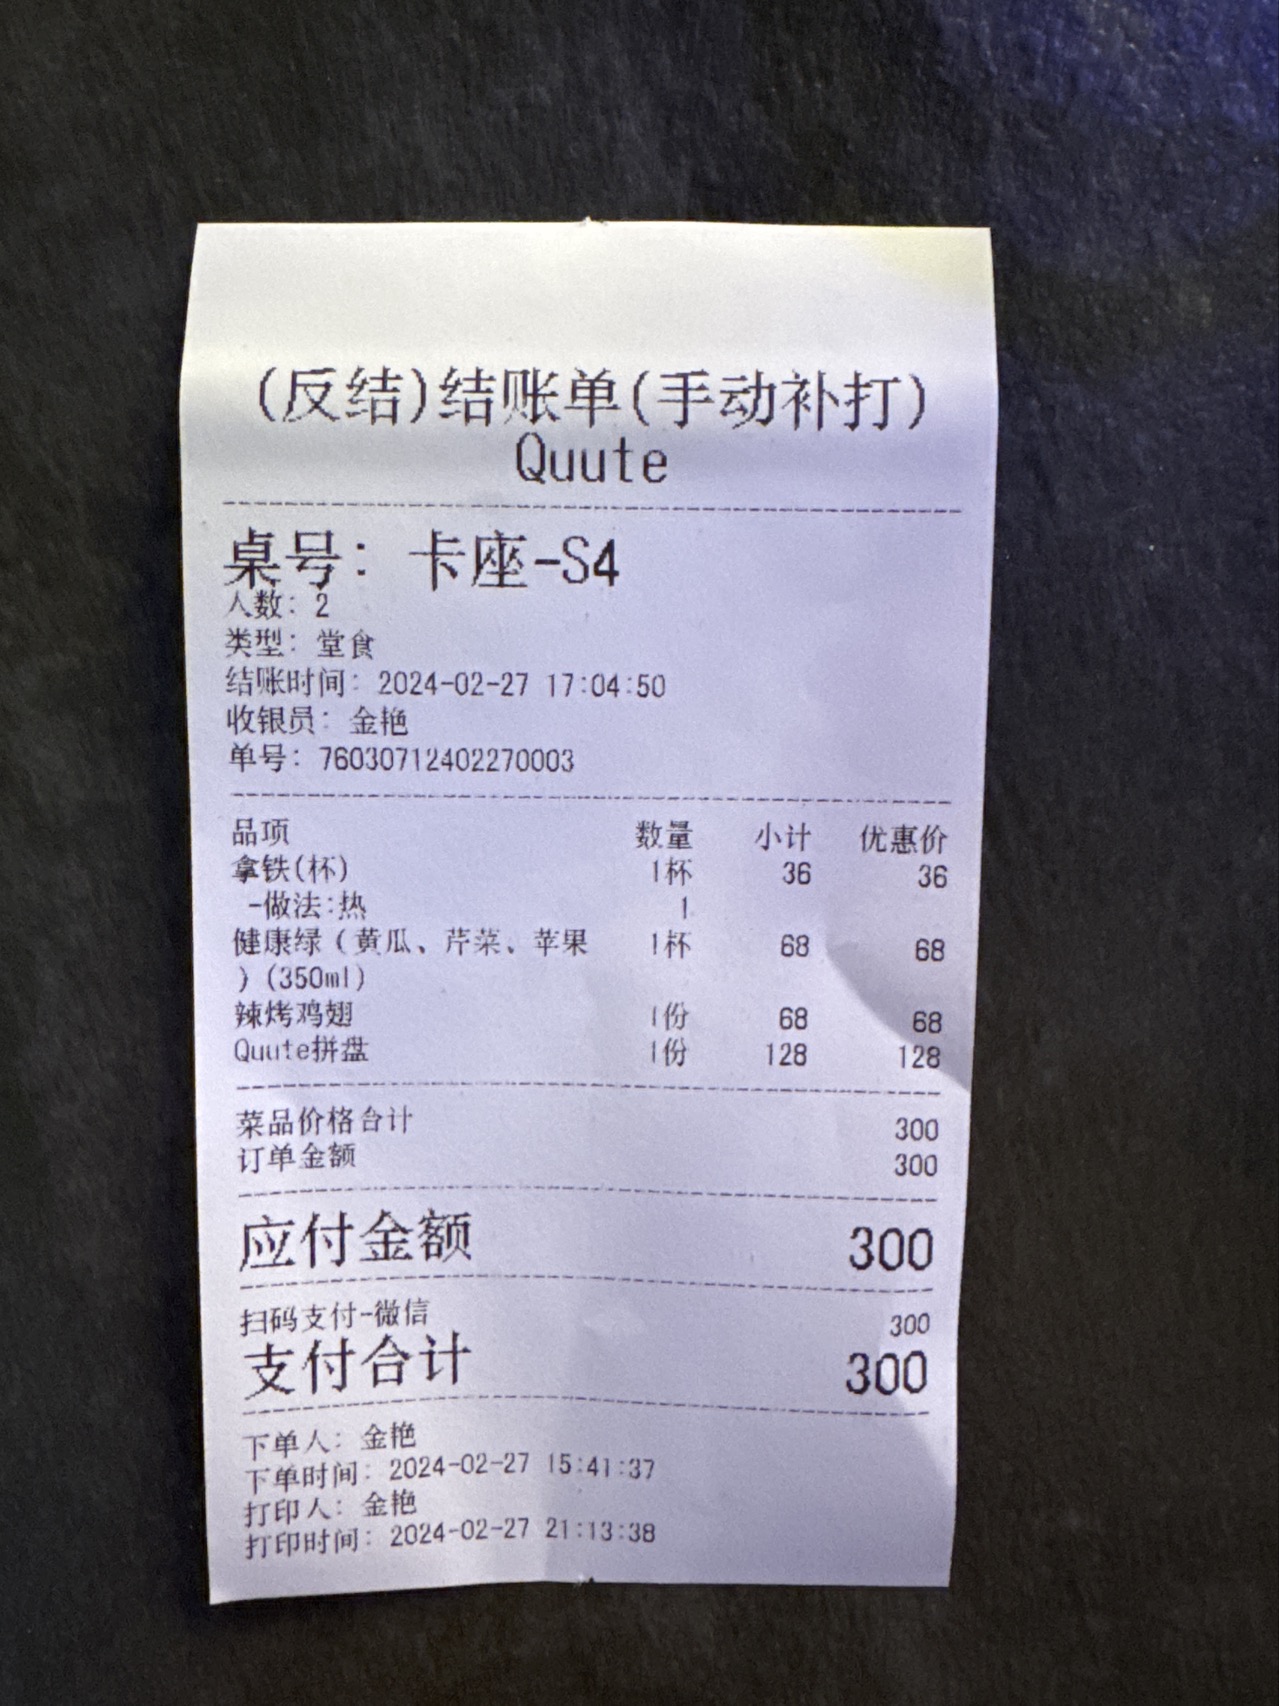 (反结)结账单(手动补打)
Quute
桌号: 卡座-S4
人数: 2
类型: 堂食
结账时间: 2024-02-27 17:04:50
收银员: 金艳
单号: 76030712402270003
品项 数量 小计 优惠价
拿铁(杯) 1杯 36 36
-做法:热 1
健康绿（黄瓜、芹菜、苹果 1杯 68 68
）(350ml)
辣烤鸡翅 1份 68 68
Quute拼盘 1份 128 128
菜品价格合计 300
订单金额 300
应付金额 300
扫码支付-微信 300
支付合计 300
下单人: 金艳
下单时间: 2024-02-27 15:41:37
打印人: 金艳
打印时间: 2024-02-27 21:13:38